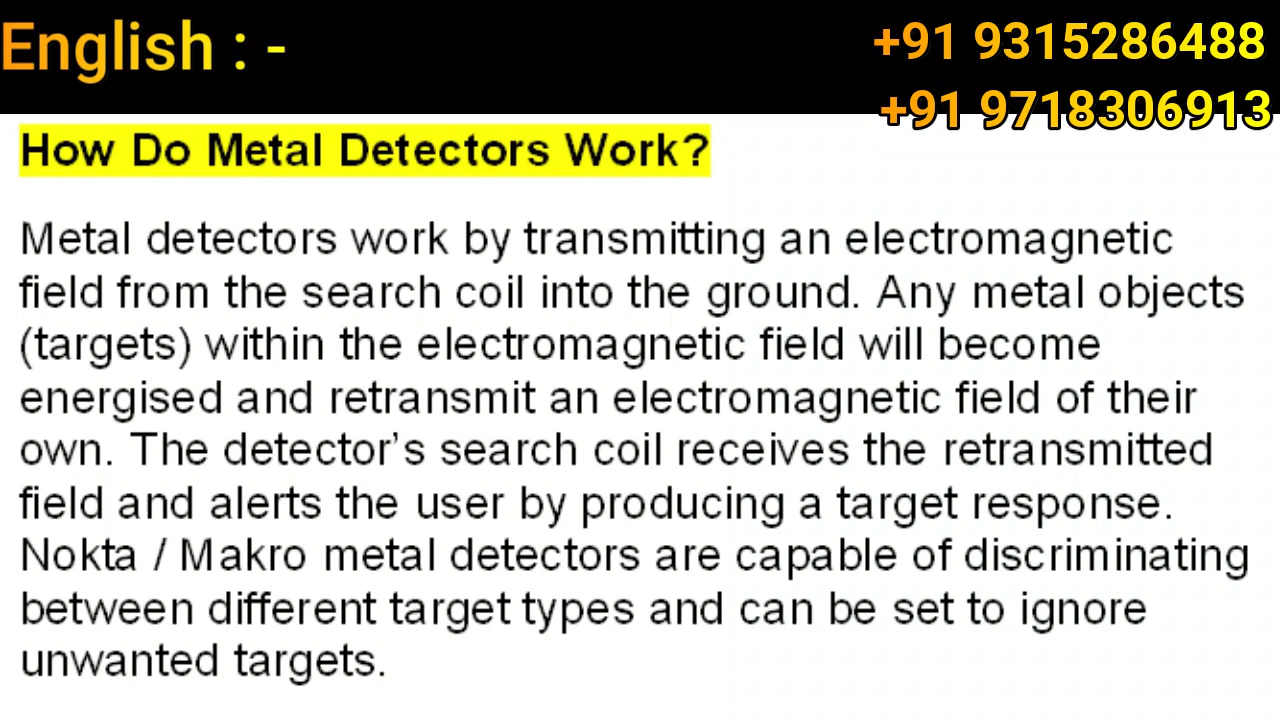 English : -
+91 9315286488
+91 9718306913
How Do Metal Detectors Work?
Metal detectors work by transmitting an electromagnetic
field from the search coil into the ground. Any metal objects
(targets) within the electromagnetic field will become
energised and retransmit an electromagnetic field of their
own. The detector’s search coil receives the retransmitted
field and alerts the user by producing a target response.
Nokta / Makro metal detectors are capable of discriminating
between different target types and can be set to ignore
unwanted targets.